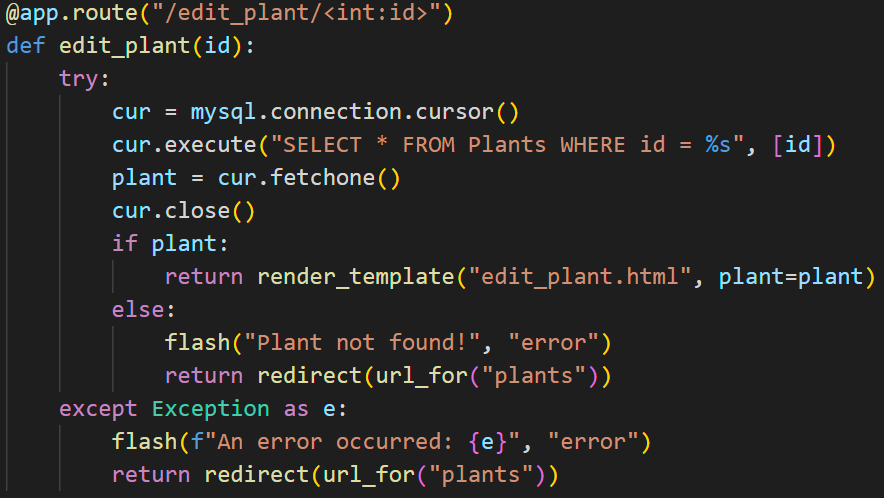 @app.route("/edit_plant/<int:id>")
def edit_plant(id):
    try:
        cur = mysql.connection.cursor()
        cur.execute("SELECT * FROM Plants WHERE id = %s", [id])
        plant = cur.fetchone()
        cur.close()
        if plant:
            return render_template("edit_plant.html", plant=plant)
        else:
            flash("Plant not found!", "error")
            return redirect(url_for("plants"))
    except Exception as e:
        flash(f"An error occurred: {e}", "error")
        return redirect(url_for("plants"))